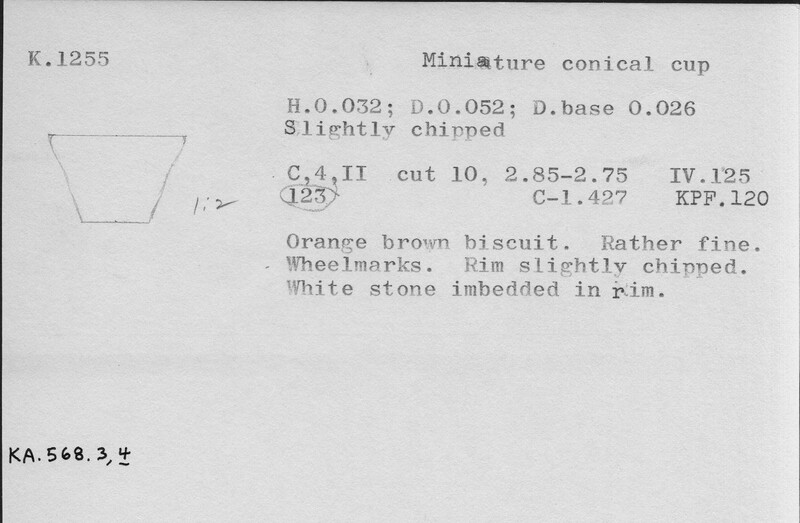 K.1255
Miniature conical cup
H.0.032; D.0.052; D.base 0.026
Slightly chipped
C,4,II cut 10, 2.85-2.75 IV.125
123 C-1.427 KPF.120
1:2
Orange brown biscuit. Rather fine.
Wheelmarks. Rim slightly chipped.
White stone imbedded in rim.
KA.568.3,4